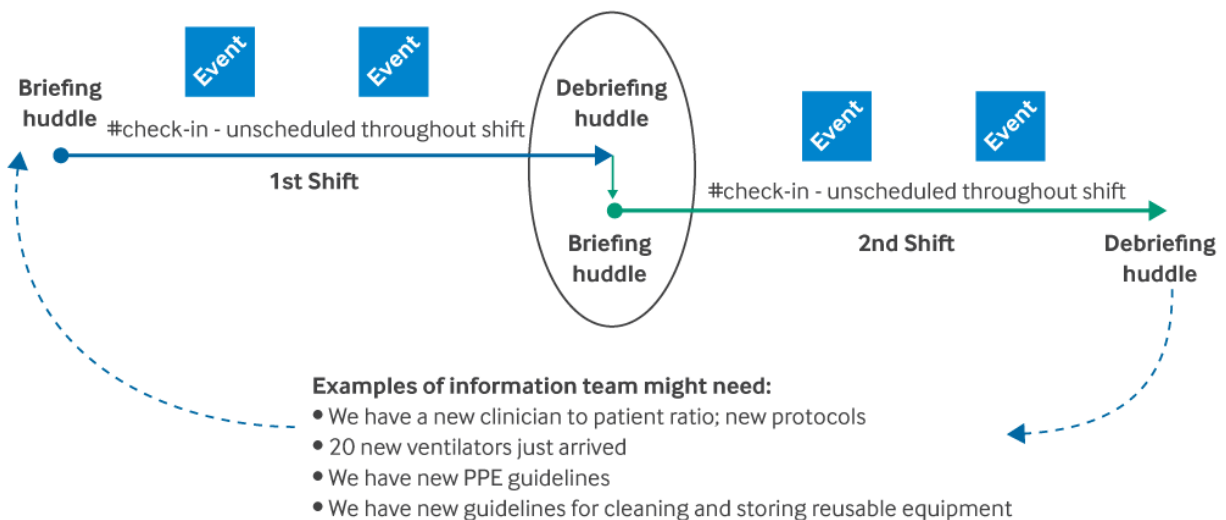 Briefing
huddle
Event
Event
#check-in - unscheduled throughout shift
1st Shift
Debriefing
huddle
Briefing
huddle
Event
Event
#check-in - unscheduled throughout shift
2nd Shift
Debriefing
huddle
Examples of information team might need:
• We have a new clinician to patient ratio; new protocols
• 20 new ventilators just arrived
• We have new PPE guidelines
• We have new guidelines for cleaning and storing reusable equipment